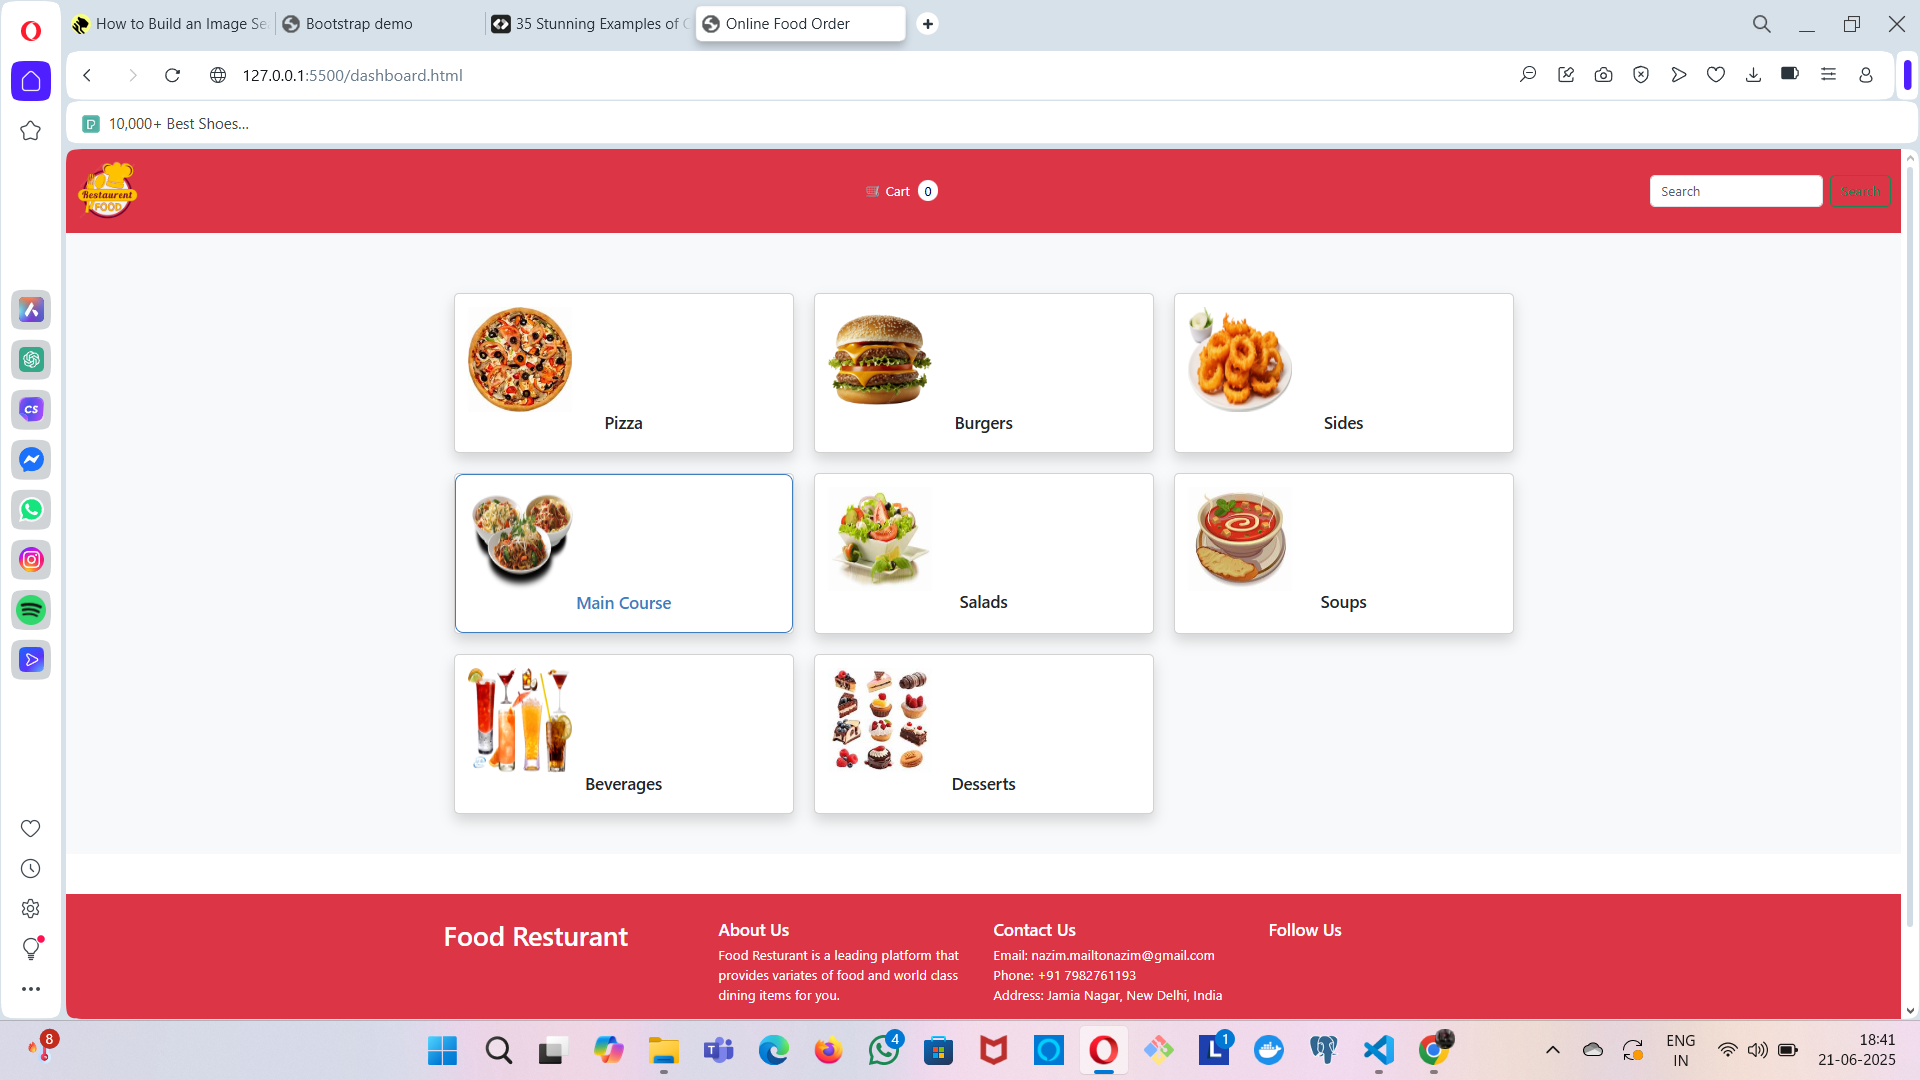 How to Build an Image Se
Bootstrap demo
35 Stunning Examples of C
Online Food Order
127.0.0.1:5500/dashboard.html
10,000+ Best Shoes...
Restaurent
FOOD
Cart 0
Search
Search
Pizza
Burgers
Sides
Main Course
Salads
Soups
Beverages
Desserts
Food Resturant
About Us
Food Resturant is a leading platform that
provides variates of food and world class
dining items for you.
Contact Us
Email: nazim.mailtonazim@gmail.com
Phone: +91 7982761193
Address: Jamia Nagar, New Delhi, India
Follow Us
CS
8
4
L
1
ENG
IN
18:41
21-06-2025